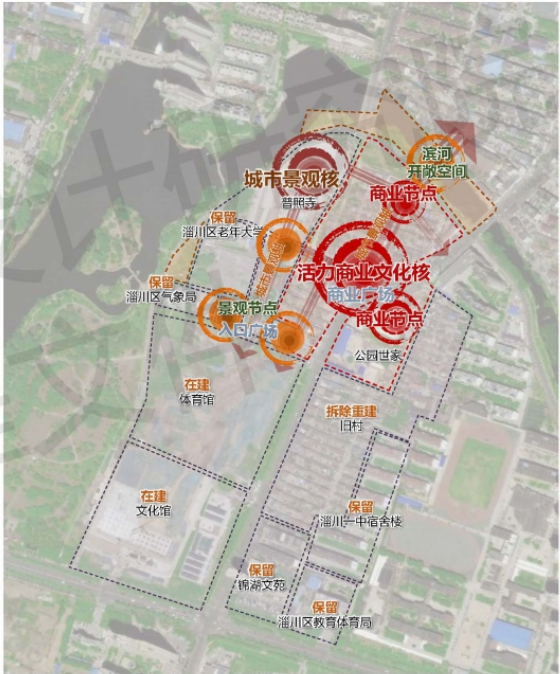 滨河
开敞空间
城市景观核
商业节点
普照寺
保留
淄川区老年大学
活力商业文化核
保留
淄川区气象局
商业广场
景观节点
入口广场
商业节点
公园世家
在建
体育馆
拆除重建
旧村
在建
文化馆
保留
淄川一中宿舍楼
保留
锦湖文苑
保留
淄川区教育体育局